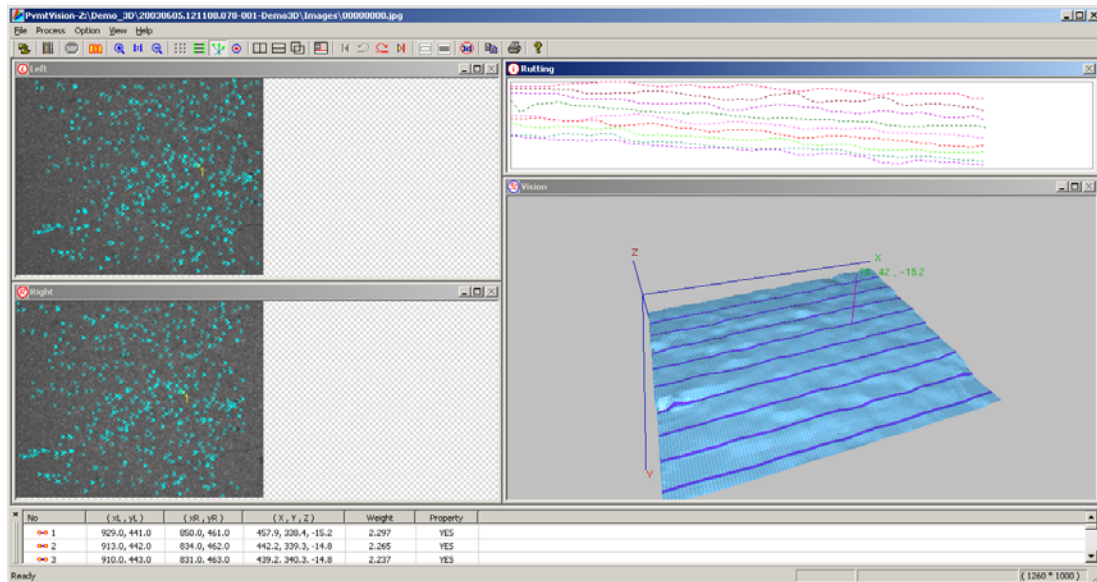 PvmtVision-Z:\Demo_3D\20030605.121100.070-001-Demo3D\Images\00000000.jpg
File Process Option View Help
Left
Rutting
Vision
Z
X
42 , -15.2
Right
Y
No (xL , yL) (xR , yR) (X , Y , Z) Weight Property
1 929.0, 441.0 850.0, 461.0 457.9, 338.4, -15.2 2.297 YES
2 913.0, 442.0 834.0, 462.0 442.2, 339.3, -14.8 2.265 YES
3 910.0, 443.0 831.0, 463.0 439.2, 340.3, -14.8 2.237 YES
Ready
( 1260 * 1000 )